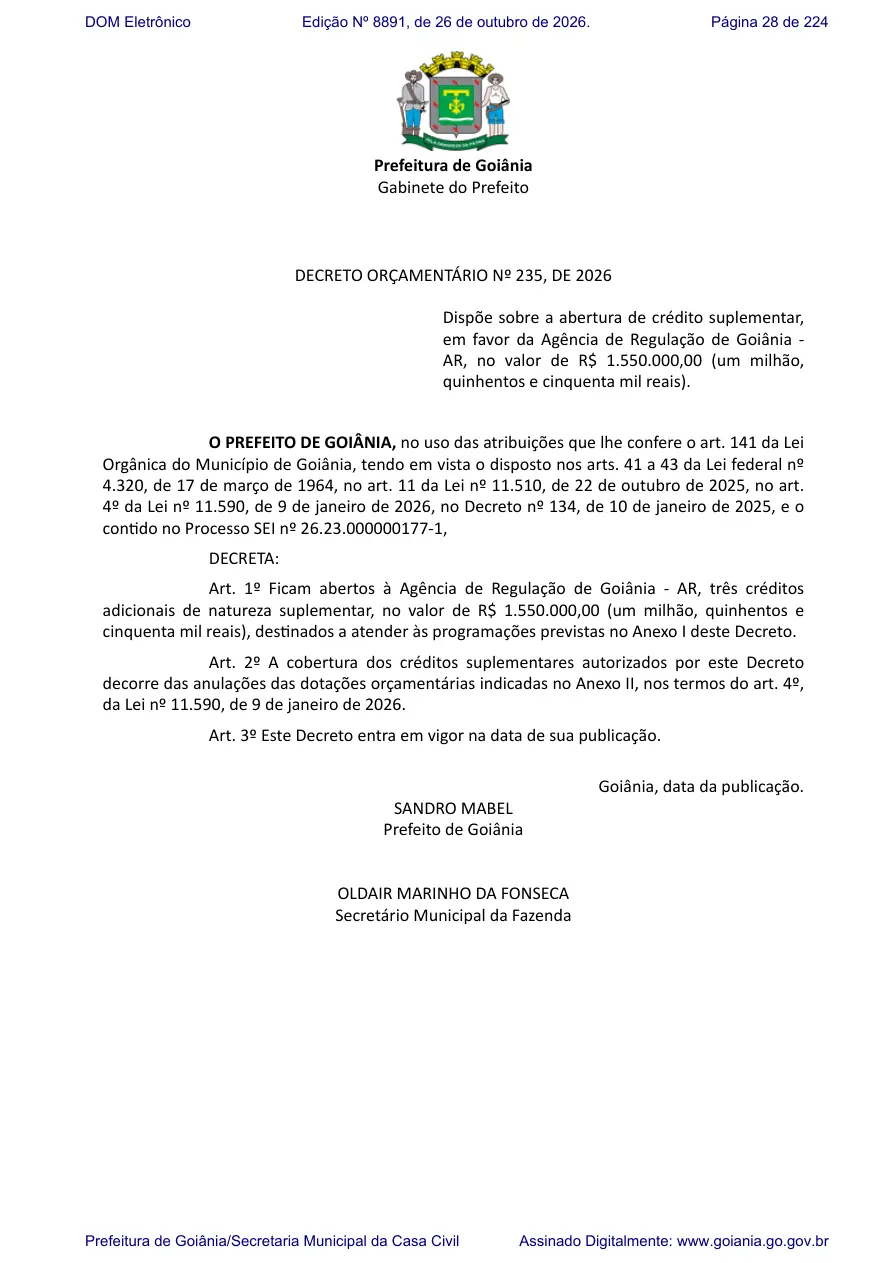 DOM Eletrônico Edição Nº 8891, de 26 de outubro de 2026. Página 28 de 224
PELA GRANDEZA DA PÁTRIA
Prefeitura de Goiânia
Gabinete do Prefeito
DECRETO ORÇAMENTÁRIO Nº 235, DE 2026
Dispõe sobre a abertura de crédito suplementar,
em favor da Agência de Regulação de Goiânia -
AR, no valor de R$ 1.550.000,00 (um milhão,
quinhentos e cinquenta mil reais).
O PREFEITO DE GOIÂNIA, no uso das atribuições que lhe confere o art. 141 da Lei
Orgânica do Município de Goiânia, tendo em vista o disposto nos arts. 41 a 43 da Lei federal nº
4.320, de 17 de março de 1964, no art. 11 da Lei nº 11.510, de 22 de outubro de 2025, no art.
4º da Lei nº 11.590, de 9 de janeiro de 2026, no Decreto nº 134, de 10 de janeiro de 2025, e o
contido no Processo SEI nº 26.23.000000177-1,
DECRETA:
Art. 1º Ficam abertos à Agência de Regulação de Goiânia - AR, três créditos
adicionais de natureza suplementar, no valor de R$ 1.550.000,00 (um milhão, quinhentos e
cinquenta mil reais), destinados a atender às programações previstas no Anexo I deste Decreto.
Art. 2º A cobertura dos créditos suplementares autorizados por este Decreto
decorre das anulações das dotações orçamentárias indicadas no Anexo II, nos termos do art. 4º,
da Lei nº 11.590, de 9 de janeiro de 2026.
Art. 3º Este Decreto entra em vigor na data de sua publicação.
Goiânia, data da publicação.
SANDRO MABEL
Prefeito de Goiânia
OLDAIR MARINHO DA FONSECA
Secretário Municipal da Fazenda
Prefeitura de Goiânia/Secretaria Municipal da Casa Civil Assinado Digitalmente: www.goiania.go.gov.br